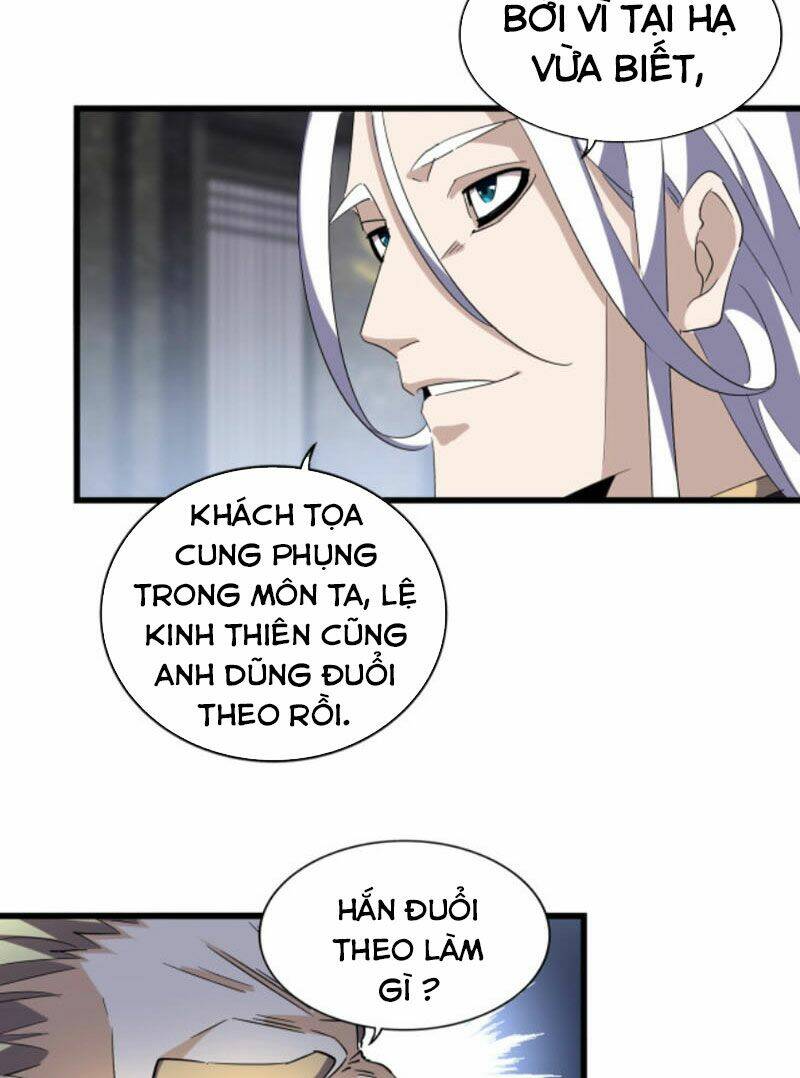 BỞI VÌ TẠI HẠ
VỪA BIẾT,
KHÁCH TỌA
CUNG PHỤNG
TRONG MÔN TA, LỆ
KINH THIÊN CŨNG
ANH DŨNG ĐUỔI
THEO RỒI.
HẮN ĐUỔI
THEO LÀM
GÌ ?